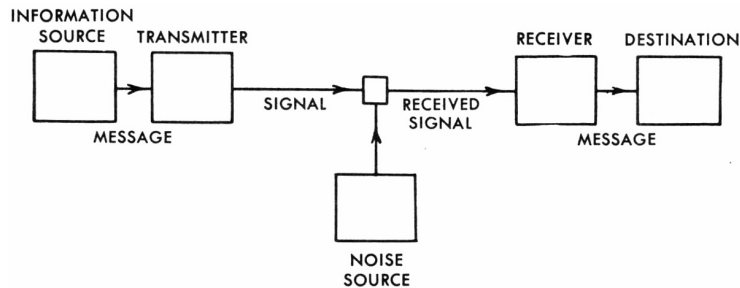 INFORMATION
SOURCE
TRANSMITTER
RECEIVER
DESTINATION
SIGNAL
RECEIVED
SIGNAL
MESSAGE
MESSAGE
NOISE
SOURCE